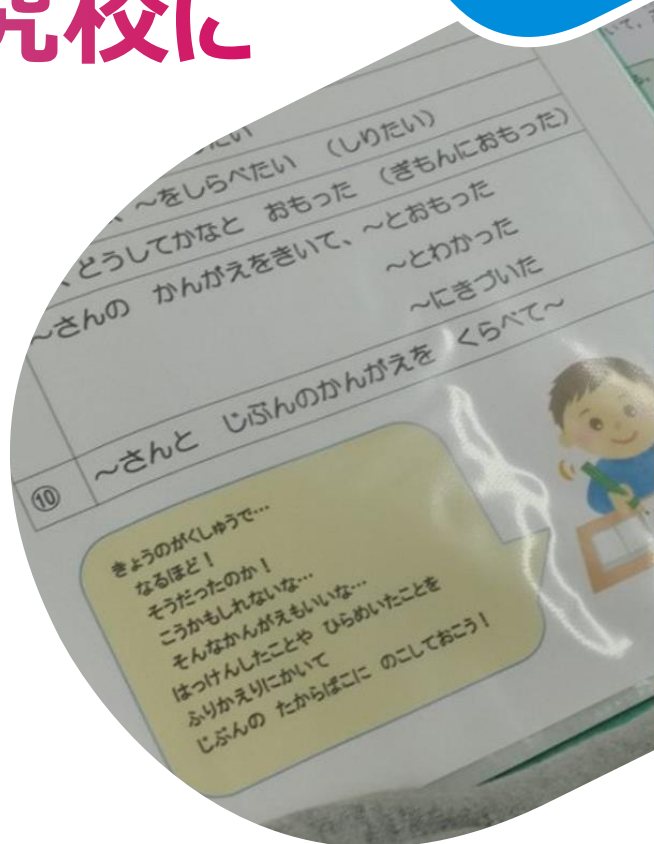 究校に
たい
、～をしらべたい （しりたい）
、どうしてかなと おもった （ぎもんにおもった）
～さんの かんがえをきいて、～とおもった
～とわかった
～にきづいた
⑩ ～さんと じぶんのかんがえを くらべて～
きょうのがくしゅうで…
なるほど！
そうだったのか！
こうかもしれないな…
そんなかんがえもいいな…
はっけんしたことや ひらめいたことを
ふりかえりにかいて
じぶんの たからばこに のこしておこう！